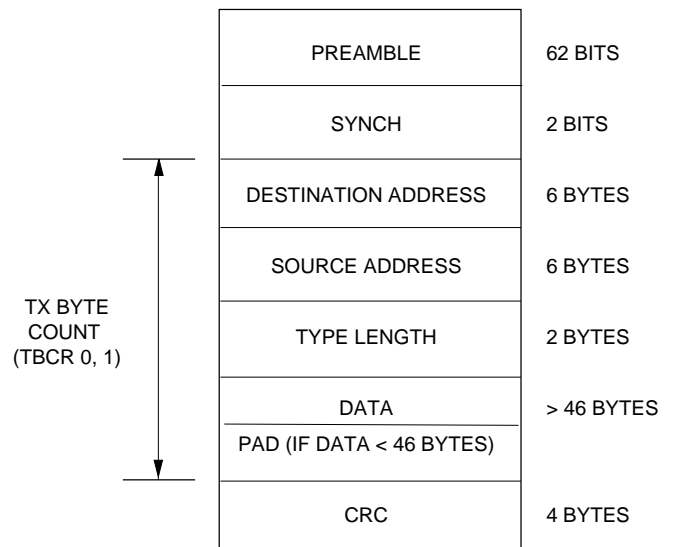 PREAMBLE 62 BITS
SYNCH 2 BITS
DESTINATION ADDRESS 6 BYTES
SOURCE ADDRESS 6 BYTES
TX BYTE
COUNT
(TBCR 0, 1)
TYPE LENGTH 2 BYTES
DATA > 46 BYTES
PAD (IF DATA < 46 BYTES)
CRC 4 BYTES